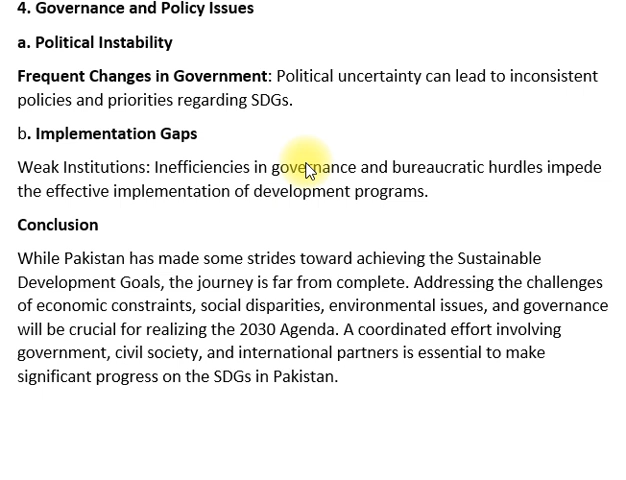 4. Governance and Policy Issues
a. Political Instability
Frequent Changes in Government: Political uncertainty can lead to inconsistent
policies and priorities regarding SDGs.
b. Implementation Gaps
Weak Institutions: Inefficiencies in governance and bureaucratic hurdles impede
the effective implementation of development programs.
Conclusion
While Pakistan has made some strides toward achieving the Sustainable
Development Goals, the journey is far from complete. Addressing the challenges
of economic constraints, social disparities, environmental issues, and governance
will be crucial for realizing the 2030 Agenda. A coordinated effort involving
government, civil society, and international partners is essential to make
significant progress on the SDGs in Pakistan.